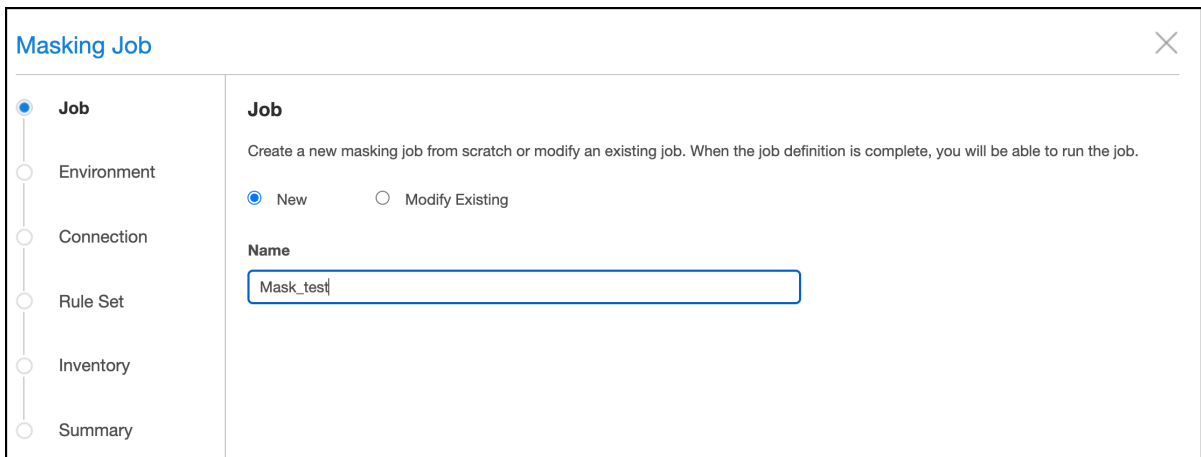 Masking Job
Job
Environment
Connection
Rule Set
Inventory
Summary
Job
Create a new masking job from scratch or modify an existing job. When the job definition is complete, you will be able to run the job.
New
Modify Existing
Name
Mask_test